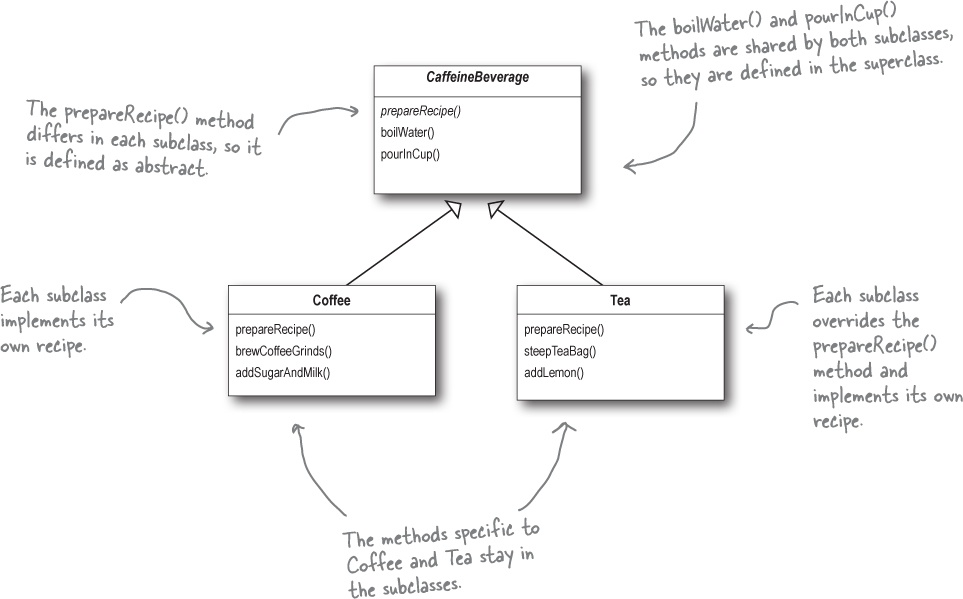 The boilWater() and pourInCup()
methods are shared by both subclasses,
so they are defined in the superclass.
CaffeineBeverage
prepareRecipe()
boilWater()
pourInCup()
The prepareRecipe() method
differs in each subclass, so it
is defined as abstract.
Each subclass
implements its
own recipe.
Coffee
prepareRecipe()
brewCoffeeGrinds()
addSugarAndMilk()
Tea
prepareRecipe()
steepTeaBag()
addLemon()
Each subclass
overrides the
prepareRecipe()
method and
implements its own
recipe.
The methods specific to
Coffee and Tea stay in
the subclasses.